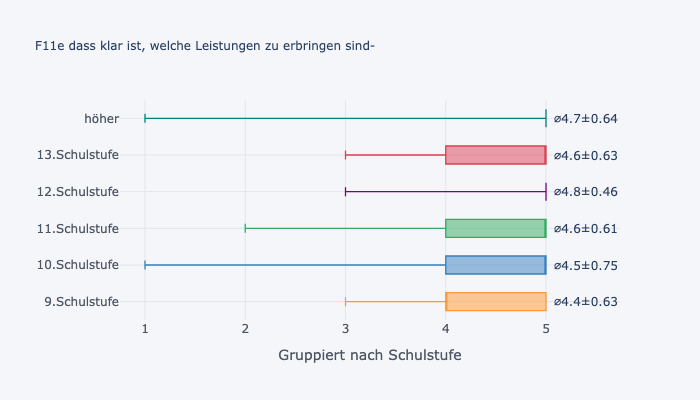 F11e dass klar ist, welche Leistungen zu erbringen sind-
höher ⌀4.7±0.64
13.Schulstufe ⌀4.6±0.63
12.Schulstufe ⌀4.8±0.46
11.Schulstufe ⌀4.6±0.61
10.Schulstufe ⌀4.5±0.75
9.Schulstufe ⌀4.4±0.63
1 2 3 4 5
Gruppiert nach Schulstufe